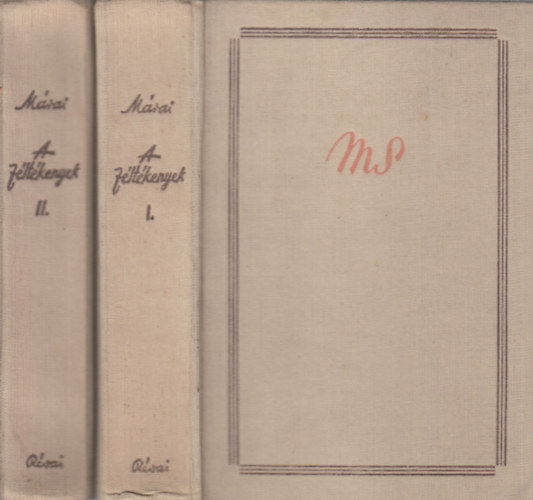 Márai
A
féltékenyek
II.
Révai
Márai
A
féltékenyek
I.
Révai
MS